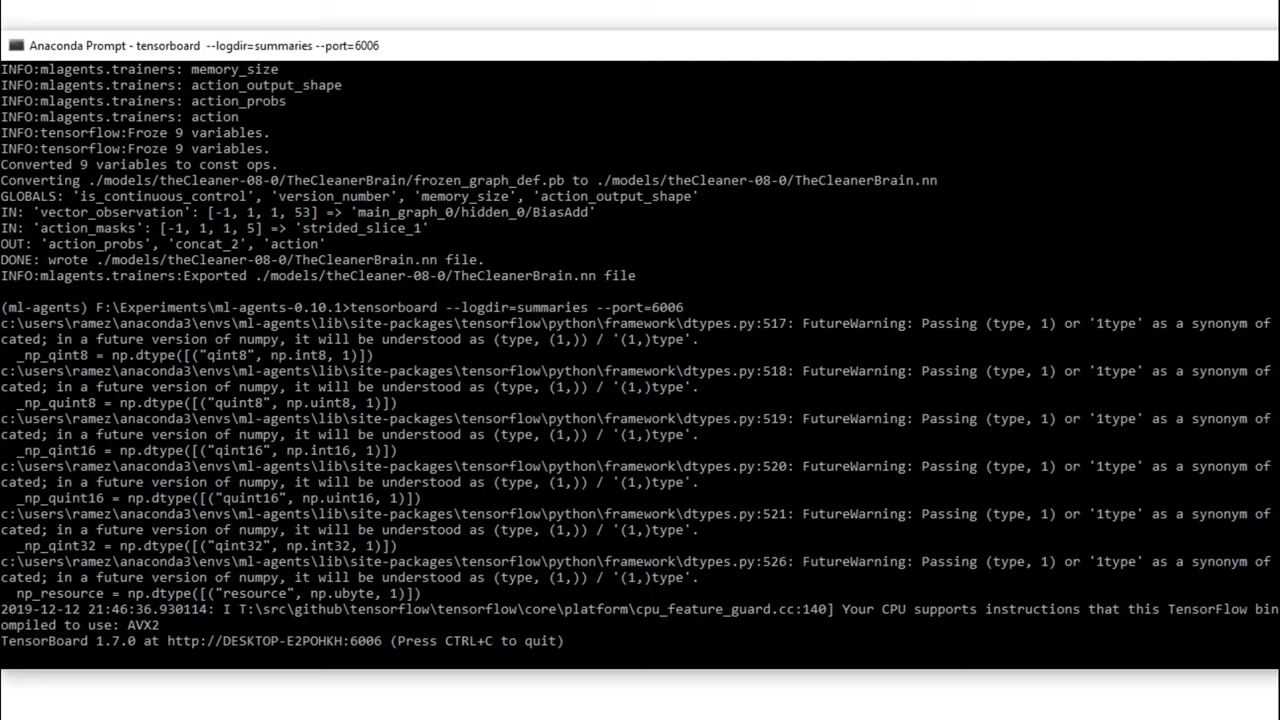 Anaconda Prompt - tensorboard  --logdir=summaries --port=6006
INFO:mlagents.trainers: memory_size
INFO:mlagents.trainers: action_output_shape
INFO:mlagents.trainers: action_probs
INFO:mlagents.trainers: action
INFO:tensorflow:Froze 9 variables.
INFO:tensorflow:Froze 9 variables.
Converted 9 variables to const ops.
Converting ./models/theCleaner-08-0/TheCleanerBrain/frozen_graph_def.pb to ./models/theCleaner-08-0/TheCleanerBrain.nn
GLOBALS: 'is_continuous_control', 'version_number', 'memory_size', 'action_output_shape'
IN: 'vector_observation': [-1, 1, 1, 53] => 'main_graph_0/hidden_0/BiasAdd'
IN: 'action_masks': [-1, 1, 1, 5] => 'strided_slice_1'
OUT: 'action_probs', 'concat_2', 'action'
DONE: wrote ./models/theCleaner-08-0/TheCleanerBrain.nn file.
INFO:mlagents.trainers:Exported ./models/theCleaner-08-0/TheCleanerBrain.nn file
(ml-agents) F:\Experiments\ml-agents-0.10.1>tensorboard --logdir=summaries --port=6006
c:\users\ramez\anaconda3\envs\ml-agents\lib\site-packages\tensorflow\python\framework\dtypes.py:517: FutureWarning: Passing (type, 1) or '1type' as a synonym of
cated; in a future version of numpy, it will be understood as (type, (1,)) / '(1,)type'.
_np_qint8 = np.dtype([("qint8", np.int8, 1)])
c:\users\ramez\anaconda3\envs\ml-agents\lib\site-packages\tensorflow\python\framework\dtypes.py:518: FutureWarning: Passing (type, 1) or '1type' as a synonym of
cated; in a future version of numpy, it will be understood as (type, (1,)) / '(1,)type'.
_np_quint8 = np.dtype([("quint8", np.uint8, 1)])
c:\users\ramez\anaconda3\envs\ml-agents\lib\site-packages\tensorflow\python\framework\dtypes.py:519: FutureWarning: Passing (type, 1) or '1type' as a synonym of
cated; in a future version of numpy, it will be understood as (type, (1,)) / '(1,)type'.
_np_qint16 = np.dtype([("qint16", np.int16, 1)])
c:\users\ramez\anaconda3\envs\ml-agents\lib\site-packages\tensorflow\python\framework\dtypes.py:520: FutureWarning: Passing (type, 1) or '1type' as a synonym of
cated; in a future version of numpy, it will be understood as (type, (1,)) / '(1,)type'.
_np_quint16 = np.dtype([("quint16", np.uint16, 1)])
c:\users\ramez\anaconda3\envs\ml-agents\lib\site-packages\tensorflow\python\framework\dtypes.py:521: FutureWarning: Passing (type, 1) or '1type' as a synonym of
cated; in a future version of numpy, it will be understood as (type, (1,)) / '(1,)type'.
_np_qint32 = np.dtype([("qint32", np.int32, 1)])
c:\users\ramez\anaconda3\envs\ml-agents\lib\site-packages\tensorflow\python\framework\dtypes.py:526: FutureWarning: Passing (type, 1) or '1type' as a synonym of
cated; in a future version of numpy, it will be understood as (type, (1,)) / '(1,)type'.
np_resource = np.dtype([("resource", np.ubyte, 1)])
2019-12-12 21:46:36.930114: I T:\src\github\tensorflow\tensorflow\core\platform\cpu_feature_guard.cc:140] Your CPU supports instructions that this TensorFlow bin
ompiled to use: AVX2
TensorBoard 1.7.0 at http://DESKTOP-E2POHKH:6006 (Press CTRL+C to quit)